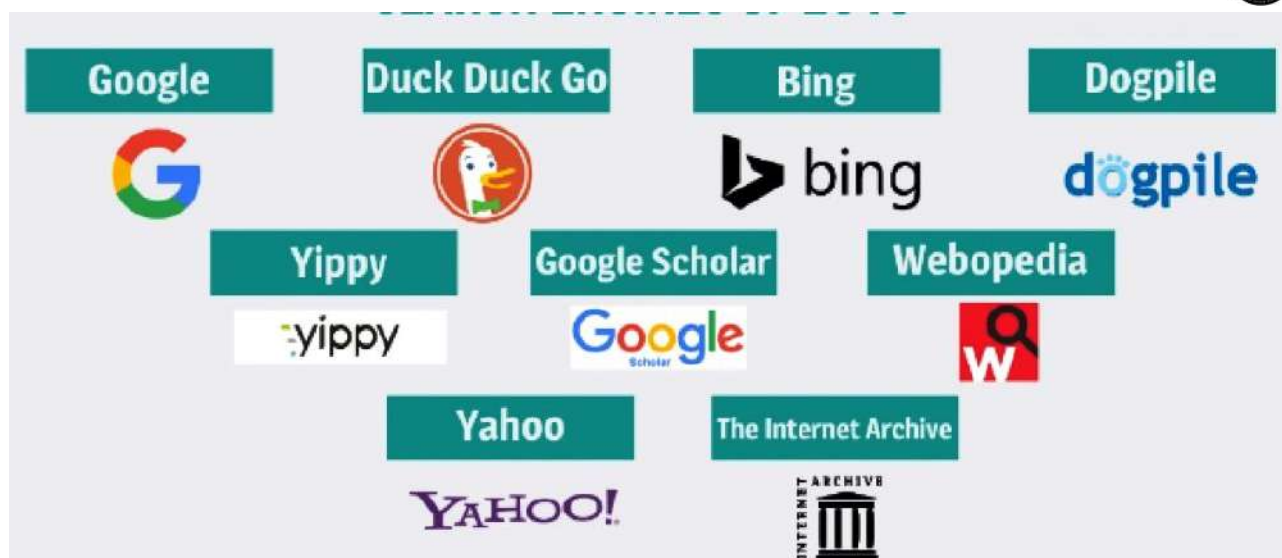 Google
Duck Duck Go
Bing
Dogpile
bing
dogpile
Yippy
Google Scholar
Webopedia
yippy
Google
Scholar
W
Yahoo
The Internet Archive
YAHOO!
INTERNET
ARCHIVE